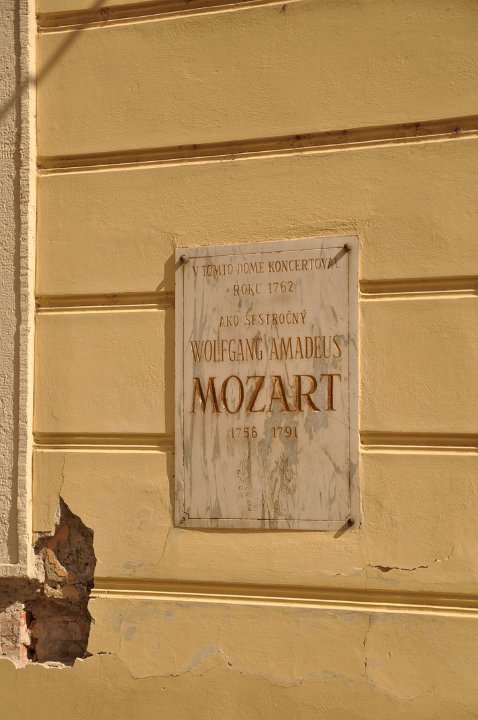 V TOMTO DOME KONCERTOVAL
ROKU 1762
AKO ŠESTROČNÝ
WOLFGANG AMADEUS
MOZART
1756 - 1791